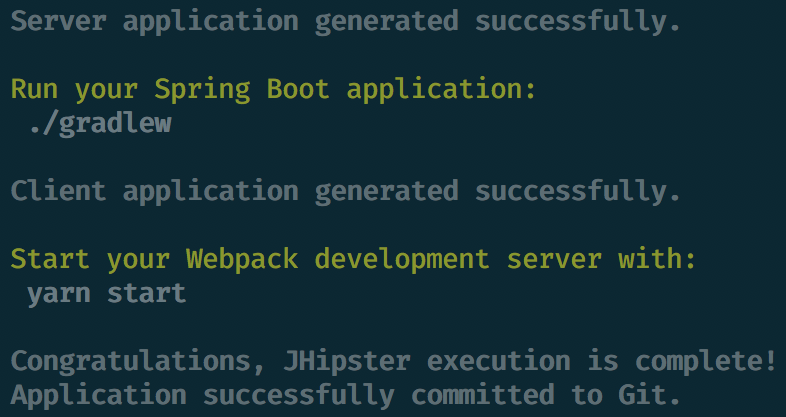 Server application generated successfully.
Run your Spring Boot application:
./gradlew
Client application generated successfully.
Start your Webpack development server with:
yarn start
Congratulations, JHipster execution is complete!
Application successfully committed to Git.